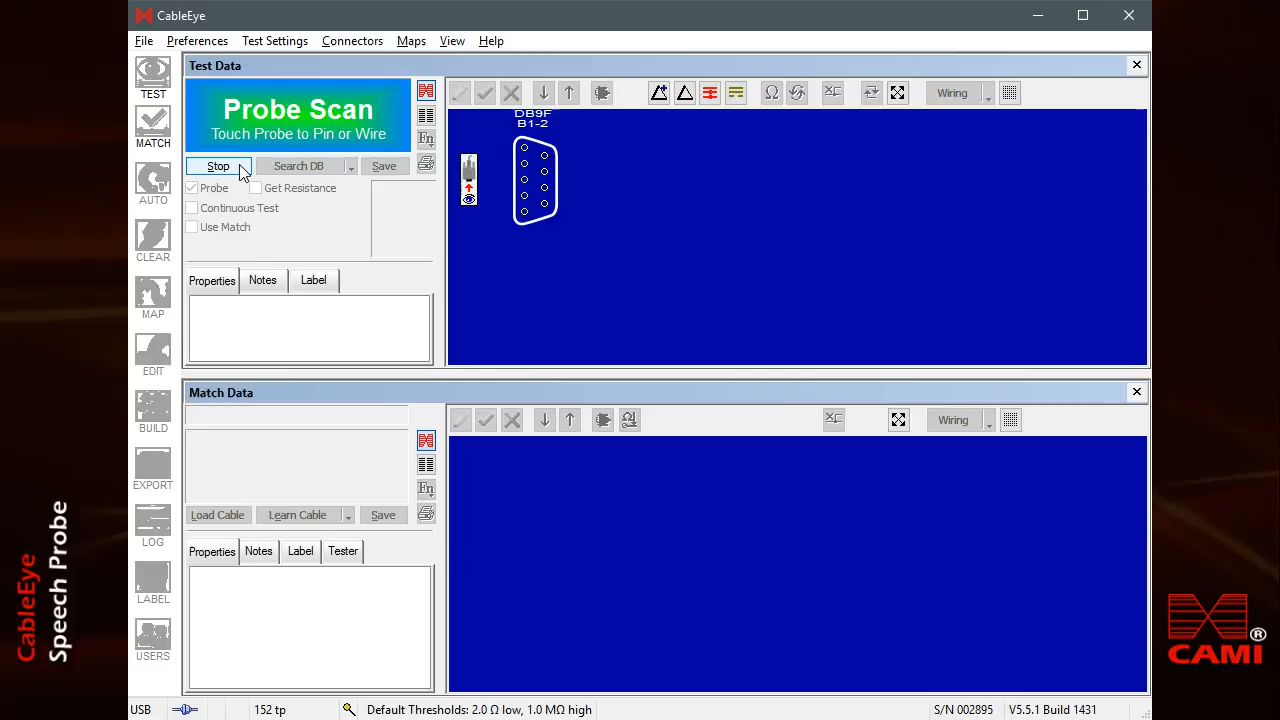 CableEye
File Preferences Test Settings Connectors Maps View Help
TEST
MATCH
AUTO
CLEAR
MAP
EDIT
BUILD
EXPORT
LOG
LABEL
USERS
Test Data
Probe Scan
Touch Probe to Pin or Wire
Stop Search DB Save
Probe Get Resistance
Continuous Test
Use Match
Fn
Properties Notes Label
Wiring
DB9F
B1-2
Match Data
Wiring
Fn
Load Cable Learn Cable Save
Properties Notes Label Tester
USB 152 tp Default Thresholds: 2.0 Ω low, 1.0 MΩ high S/N 002895 V5.5.1 Build 1431
CableEye
Speech Probe
CAMI ®